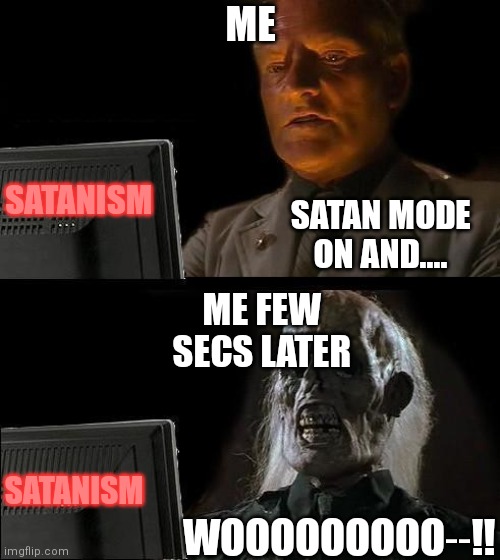 ME
SATANISM
SATAN MODE
ON AND....
ME FEW
SECS LATER
SATANISM
WOOOOOOOOO--!!
imgflip.com